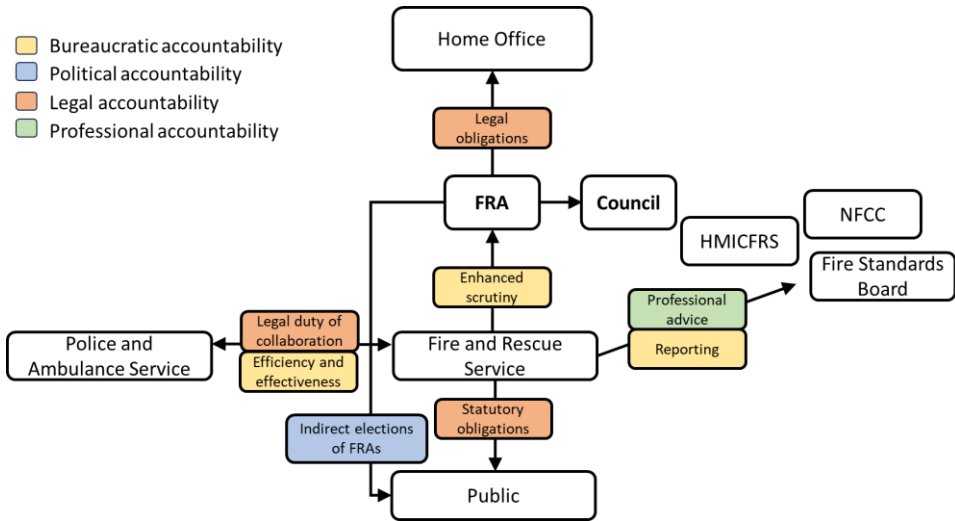 Home Office
Bureaucratic accountability
Political accountability
Legal accountability
Professional accountability
Legal
obligations
FRA
Council
NFCC
HMICFRS
Fire Standards
Board
Enhanced
scrutiny
Professional
advice
Reporting
Legal duty of
collaboration
Efficiency and
effectiveness
Police and
Ambulance Service
Fire and Rescue
Service
Indirect elections
of FRAs
Statutory
obligations
Public